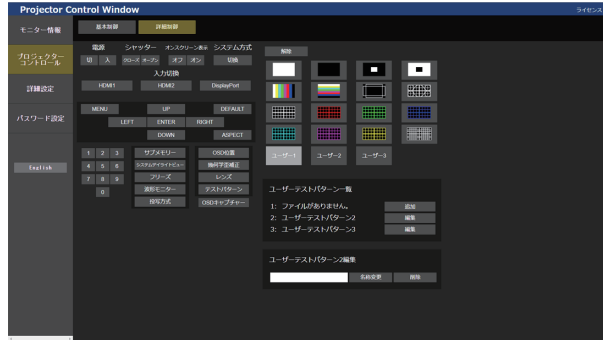 Projector Control Window
ライセンス
モニター情報
プロジェクター
コントロール
詳細設定
パスワード設定
English
基本制御
詳細制御
電源
シャッター
オンスクリーン表示
システム方式
切
入
クローズ
オープン
オフ
オン
切換
入力切換
HDMI1
HDMI2
DisplayPort
MENU
UP
DEFAULT
LEFT
ENTER
RIGHT
DOWN
ASPECT
1 2 3
4 5 6
7 8 9
0
サブメモリー
OSD位置
システムデイライトビュー
幾何学歪補正
フリーズ
レンズ
波形モニター
テストパターン
投写方式
OSDキャプチャー
解除
ユーザー1
ユーザー2
ユーザー3
ユーザーテストパターン一覧
1: ファイルがありません。
追加
2: ユーザーテストパターン2
編集
3: ユーザーテストパターン3
編集
ユーザーテストパターン2編集
名称変更
削除